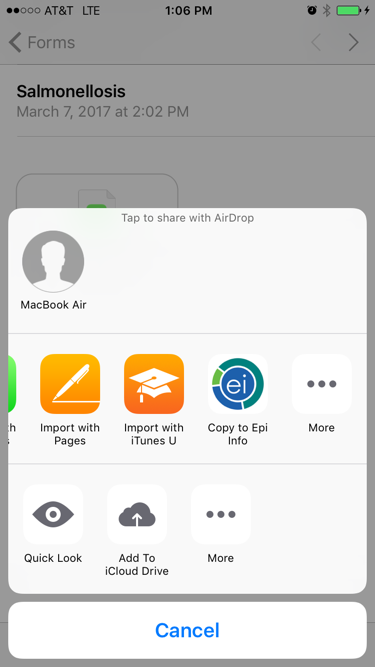 AT&T LTE 1:06 PM
Forms
Salmonellosis
March 7, 2017 at 2:02 PM
Tap to share with AirDrop
MacBook Air
th
s
Import with
Pages
Import with
iTunes U
ei
Copy to Epi
Info
More
Quick Look
Add To
iCloud Drive
More
Cancel